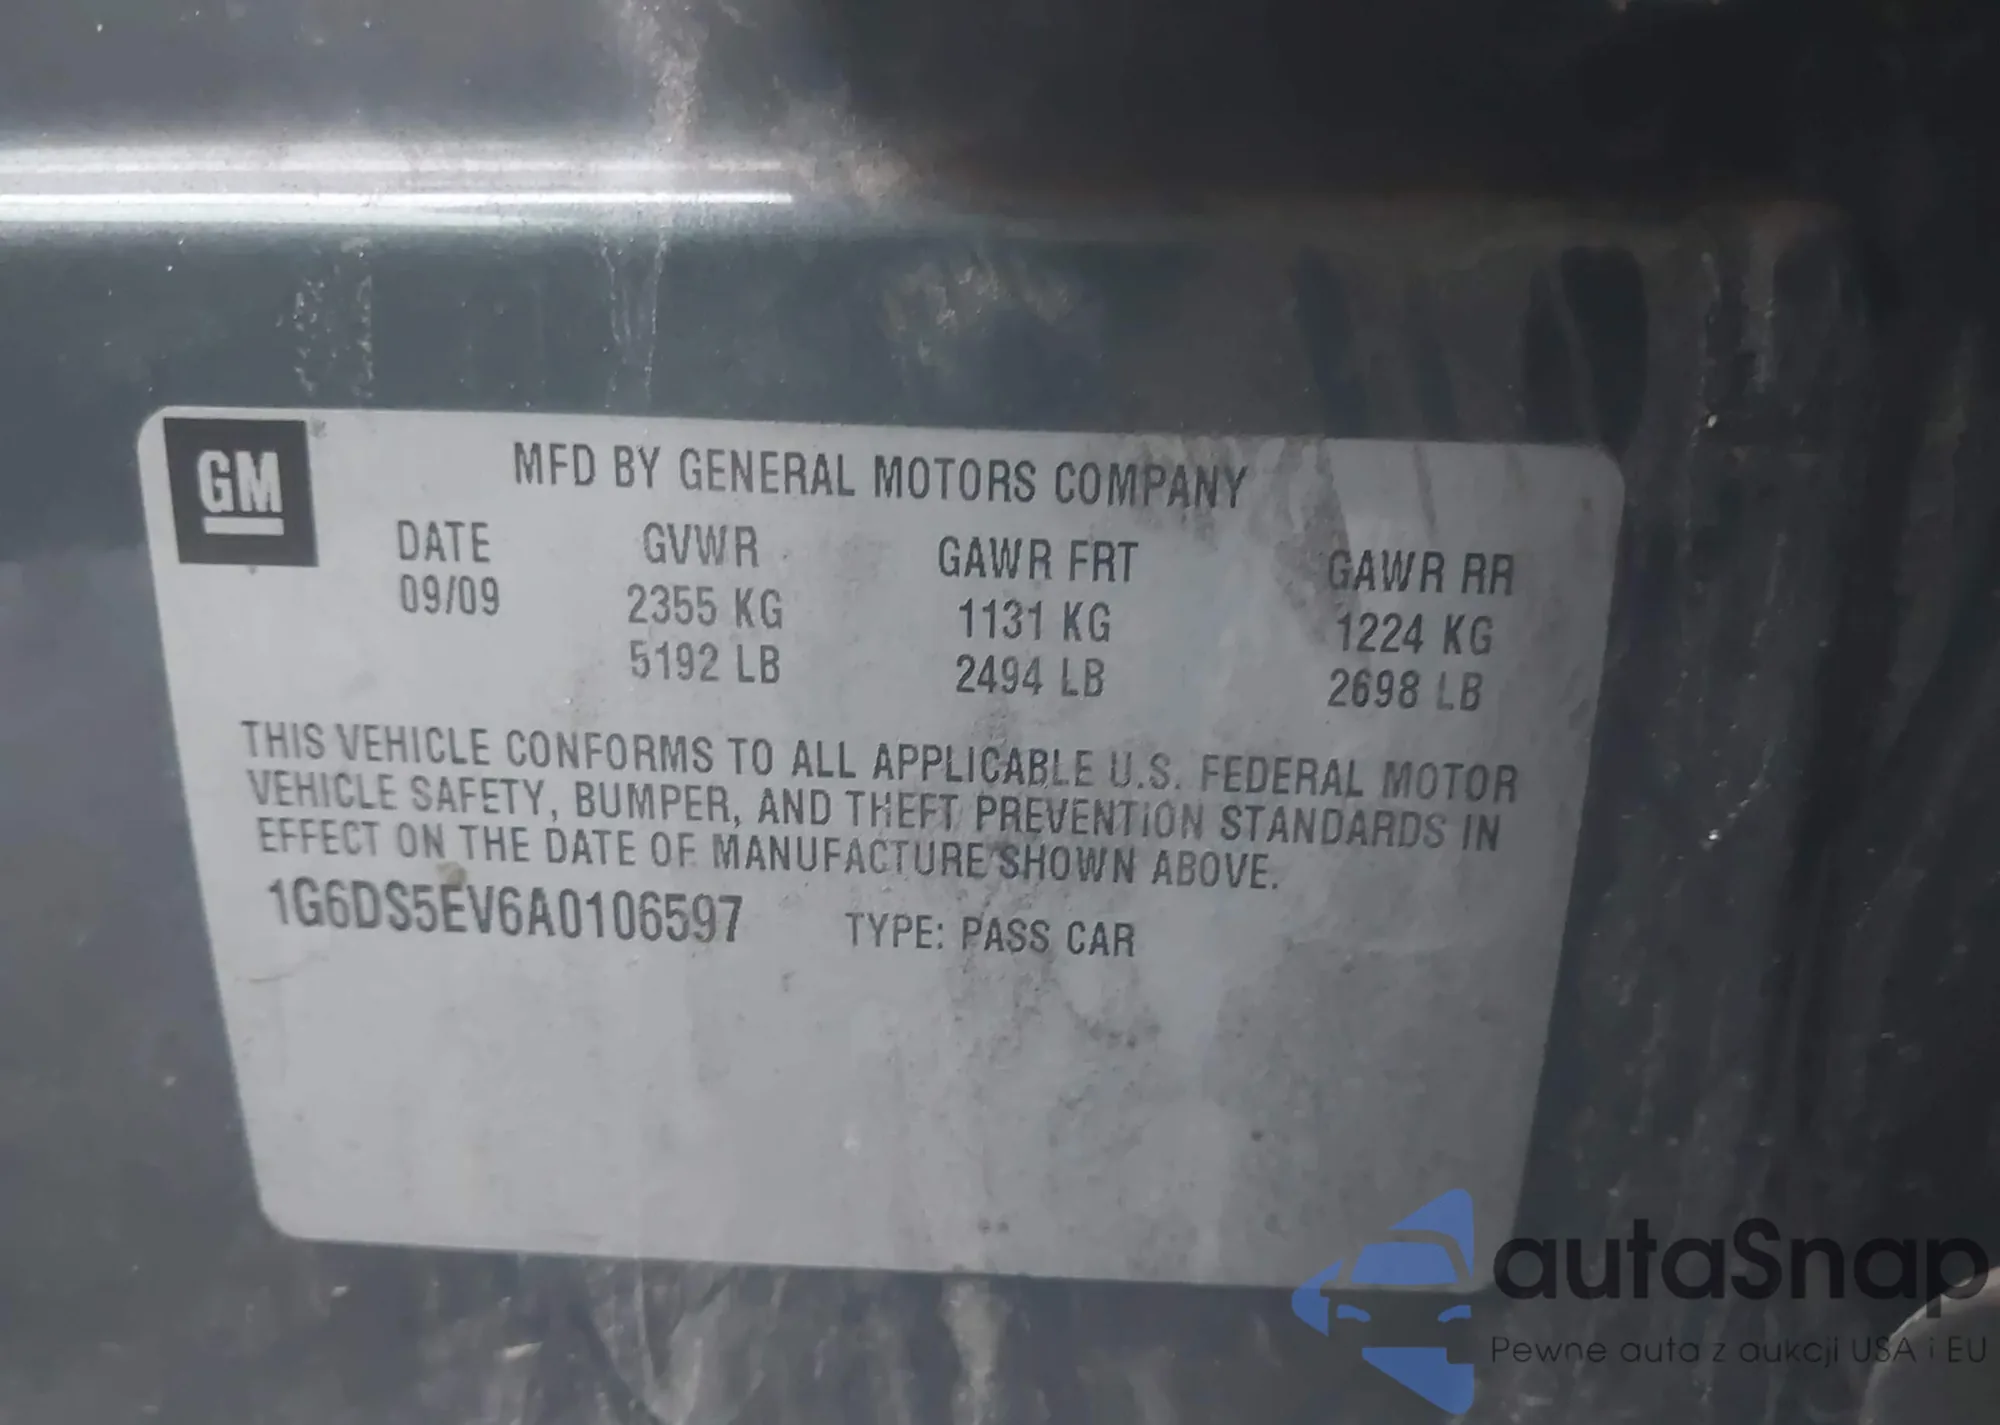 GM
MFD BY GENERAL MOTORS COMPANY
DATE GVWR GAWR FRT GAWR RR
09/09 2355 KG 1131 KG 1224 KG
5192 LB 2494 LB 2698 LB
THIS VEHICLE CONFORMS TO ALL APPLICABLE U.S. FEDERAL MOTOR
VEHICLE SAFETY, BUMPER, AND THEFT PREVENTION STANDARDS IN
EFFECT ON THE DATE OF MANUFACTURE SHOWN ABOVE.
1G6DS5EV6A0106597 TYPE: PASS CAR
autaSnap
Pewne auta z aukcji USA i EU